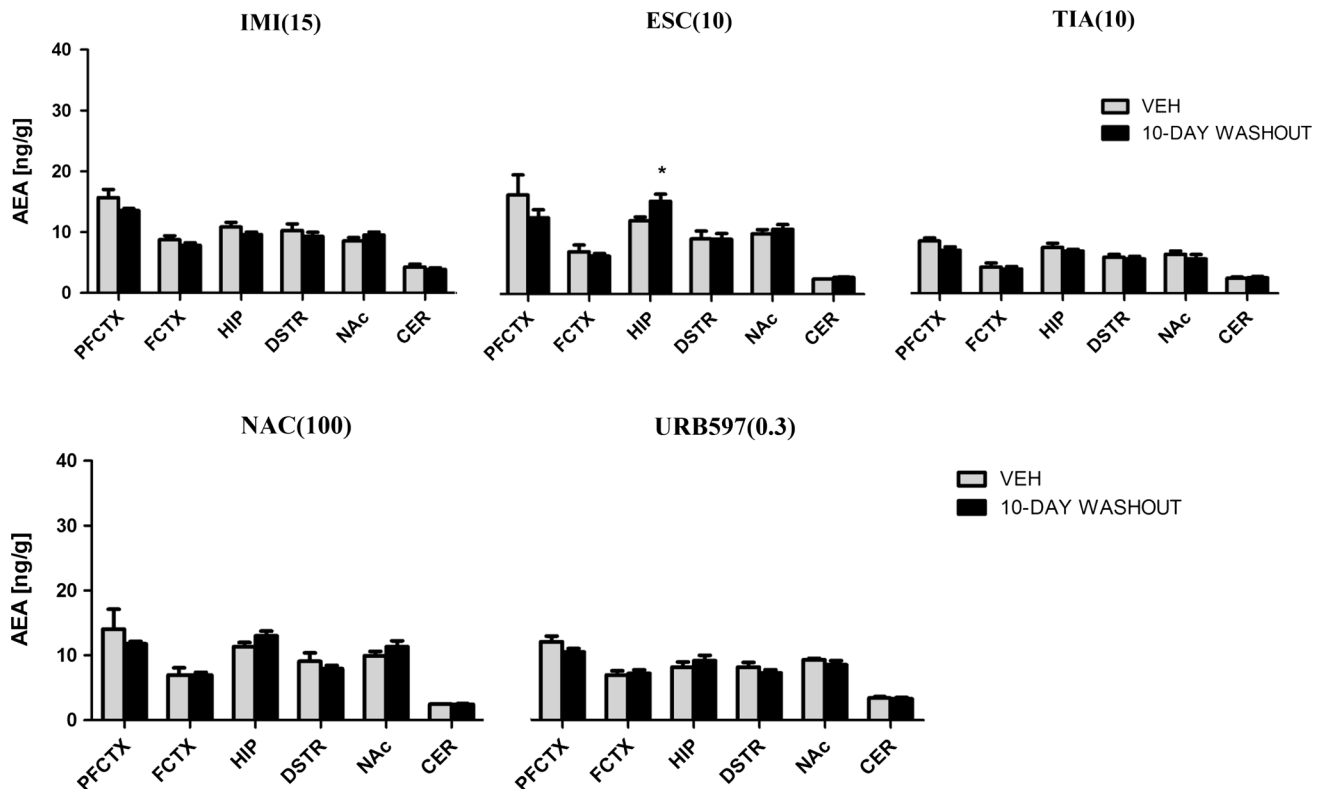 IMI(15) ESC(10) TIA(10)
AEA [ng/g]
40
30
20
10
0
*
VEH
10-DAY WASHOUT
PFCTX FCTX HIP DSTR NAc CER
PFCTX FCTX HIP DSTR NAc CER
PFCTX FCTX HIP DSTR NAc CER
NAC(100) URB597(0.3)
AEA [ng/g]
40
30
20
10
0
VEH
10-DAY WASHOUT
PFCTX FCTX HIP DSTR NAc CER
PFCTX FCTX HIP DSTR NAc CER